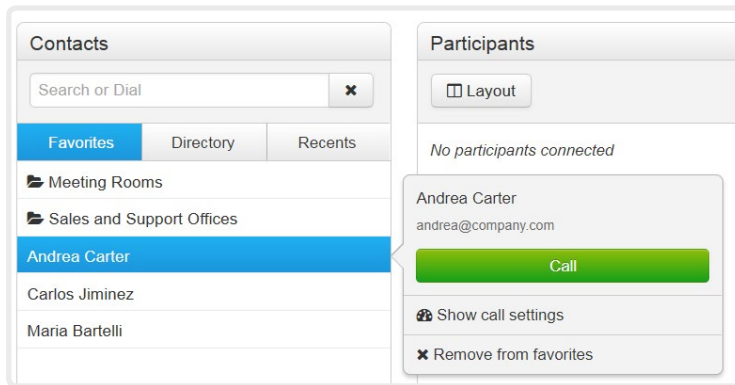 Contacts
Search or Dial
Favorites Directory Recents
Meeting Rooms
Sales and Support Offices
Andrea Carter
Carlos Jiminez
Maria Bartelli
Participants
Layout
No participants connected
Andrea Carter
andrea@company.com
Call
Show call settings
Remove from favorites